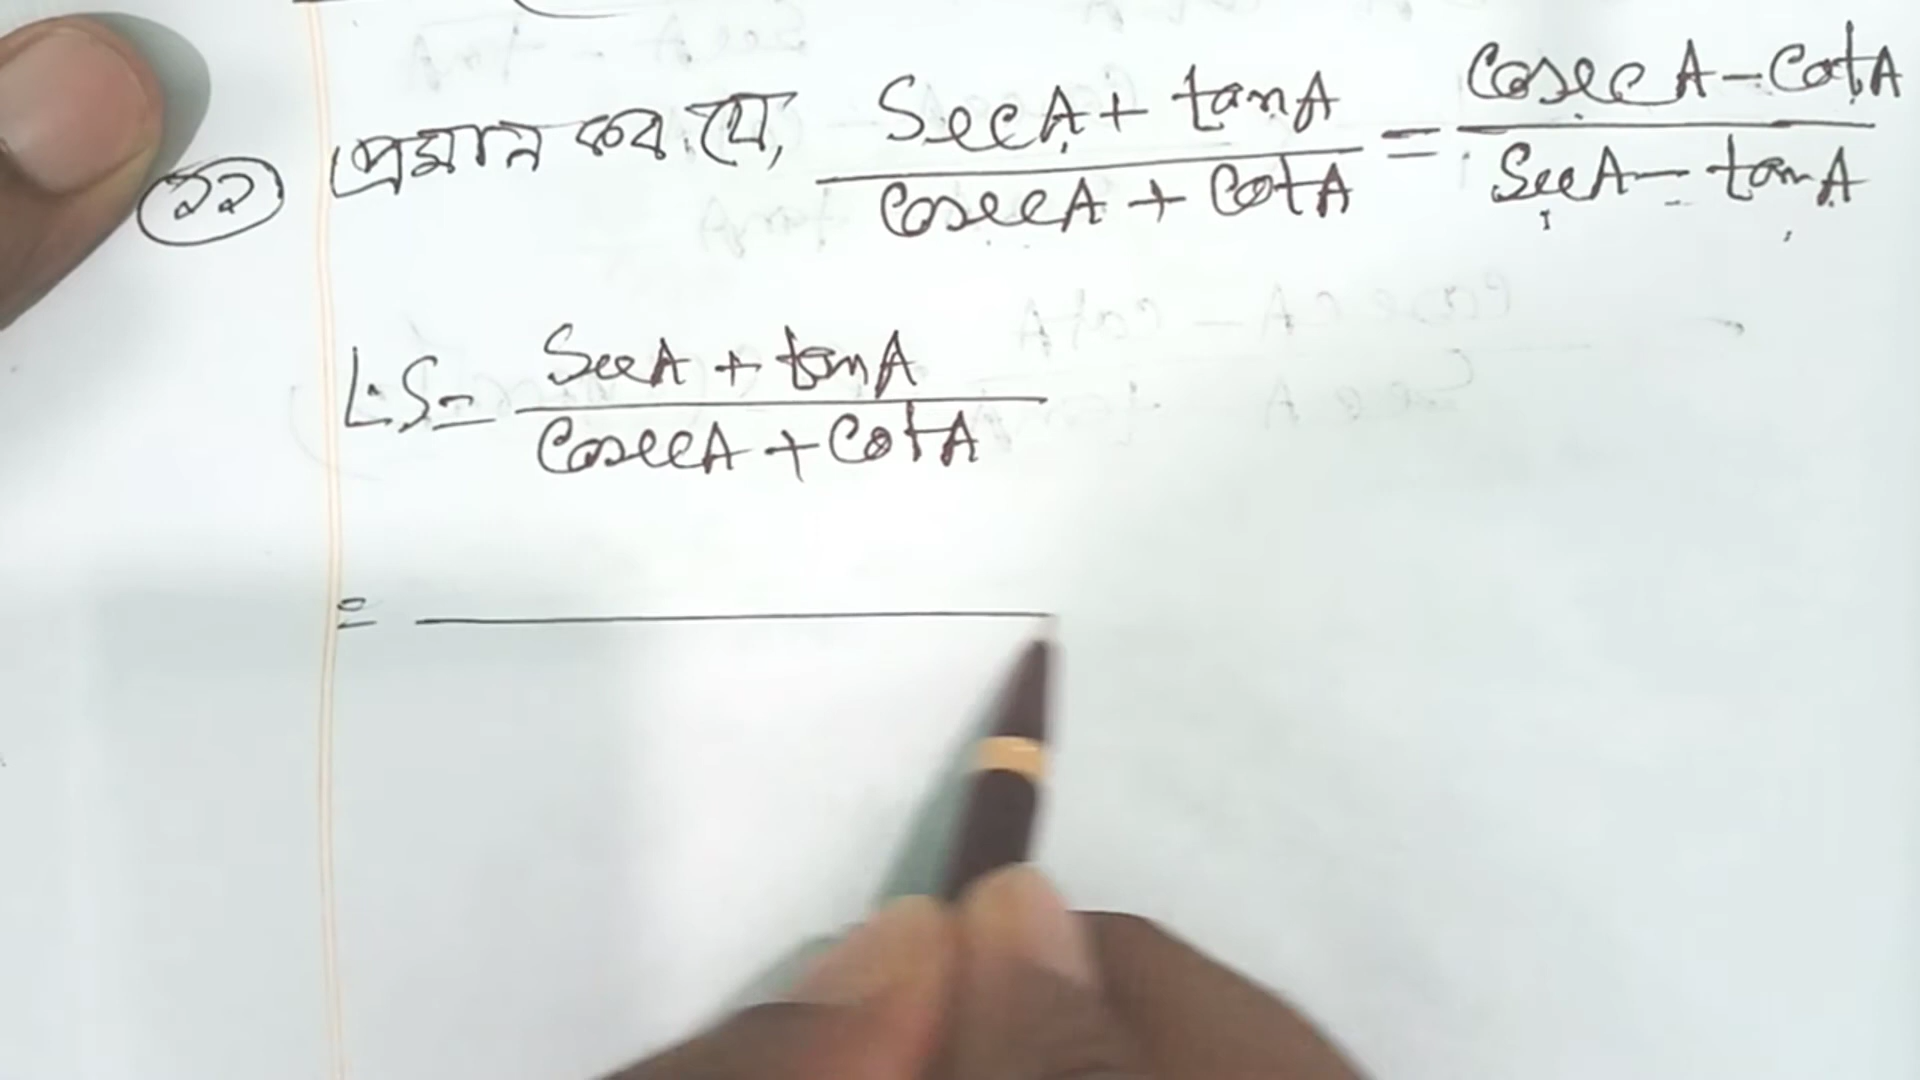 ২২ প্রমান কর যে, SecA + tanA / CosecA + CotA = CosecA - CotA / SecA - tanA
L.S = SecA + tanA / CosecA + CotA
=